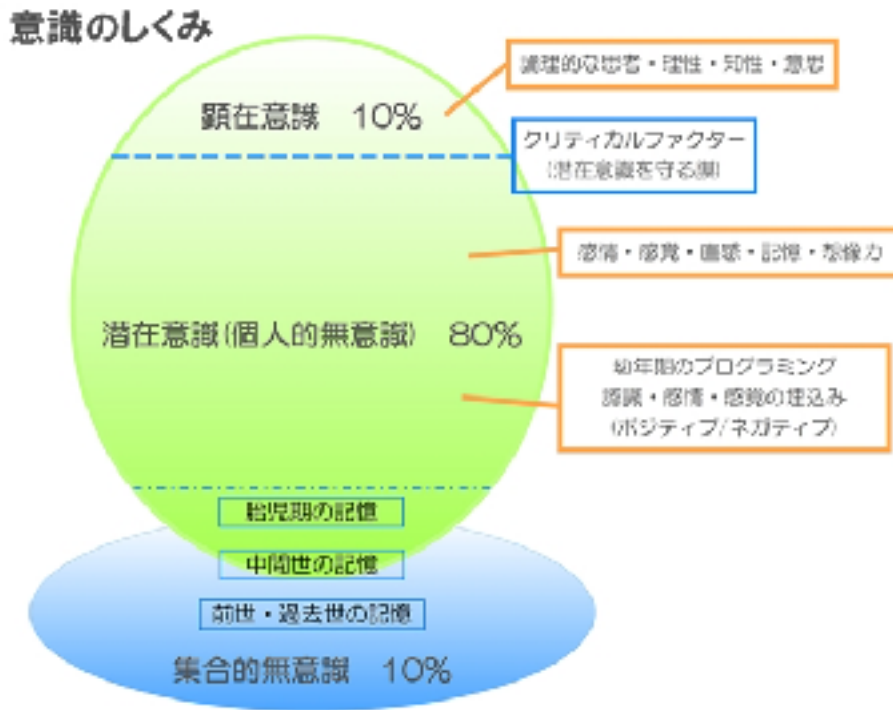 意識のしくみ
論理的な思考・理性・知性・意思
顕在意識 10%
クリティカルファクター
(潜在意識を守る膜)
感情・感覚・直感・記憶・想像力
潜在意識(個人的無意識) 80%
幼年期のプログラミング
認識・感情・感覚の埋込み
(ポジティブ/ネガティブ)
胎児期の記憶
中間世の記憶
前世・過去世の記憶
集合的無意識 10%